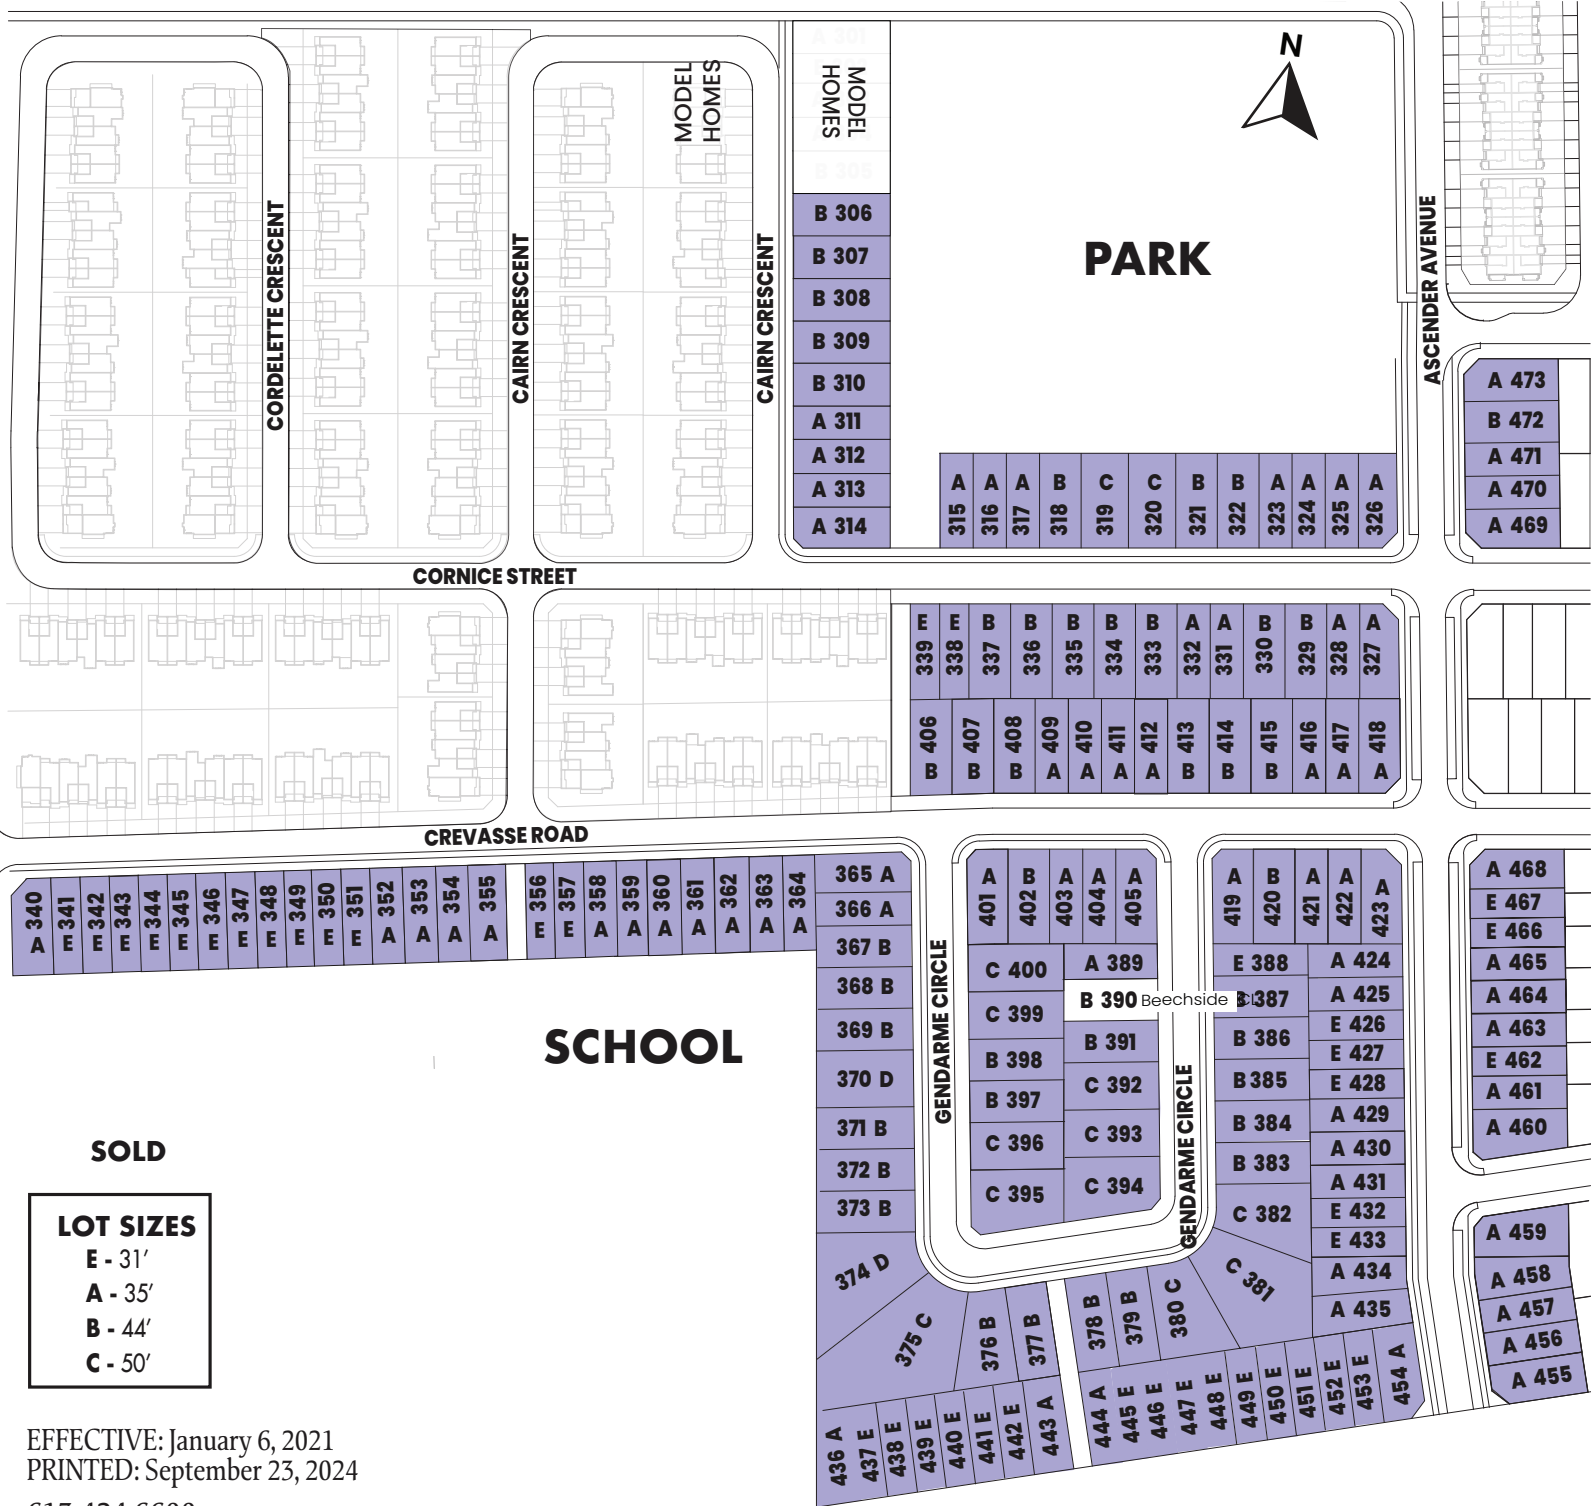 A 301
MODEL
HOMES
MODEL
HOMES
B 305
N
PARK
CORDELETTE CRESCENT
CAIRN CRESCENT
CAIRN CRESCENT
ASCENDER AVENUE
B 306
B 307
B 308
B 309
B 310
A 311
A 312
A 313
A 314
A 315
A 316
A 317
B 318
C 319
C 320
B 321
B 322
A 323
A 324
A 325
A 326
A 473
B 472
A 471
A 470
A 469
CORNICE STREET
E 339
E 338
B 337
B 336
B 335
B 334
B 333
A 332
A 331
B 330
B 329
A 328
A 327
406 B
407 B
408 B
409 A
410 A
411 A
412 A
413 B
414 B
415 B
416 A
417 A
418 A
CREVASSE ROAD
A 340
E 341
E 342
E 343
E 344
E 345
E 346
E 347
E 348
E 349
E 350
E 351
A 352
A 353
A 354
A 355
E 356
E 357
A 358
A 359
A 360
A 361
A 362
A 363
A 364
365 A
366 A
367 B
368 B
369 B
370 D
371 B
372 B
373 B
374 D
375 C
376 B
377 B
378 B
379 B
380 C
C 381
GENDARME CIRCLE
GENDARME CIRCLE
A 401
B 402
A 403
A 404
A 405
C 400
C 399
B 398
B 397
C 396
C 395
A 389
B 390 Beechside CL
B 391
C 392
C 393
C 394
A 419
B 420
A 421
A 422
423 A
E 388
B 387
B 386
B 385
B 384
B 383
C 382
A 424
A 425
E 426
E 427
E 428
A 429
A 430
A 431
E 432
E 433
A 434
A 435
A 468
E 467
E 466
A 465
A 464
A 463
E 462
A 461
A 460
A 459
A 458
A 457
A 456
A 455
436 A
437 E
438 E
439 E
440 E
441 E
442 E
443 A
444 A
445 E
446 E
447 E
448 E
449 E
450 E
451 E
452 E
453 E
454 A
SCHOOL
SOLD
LOT SIZES
E - 31′
A - 35′
B - 44′
C - 50′
EFFECTIVE: January 6, 2021
PRINTED: September 23, 2024